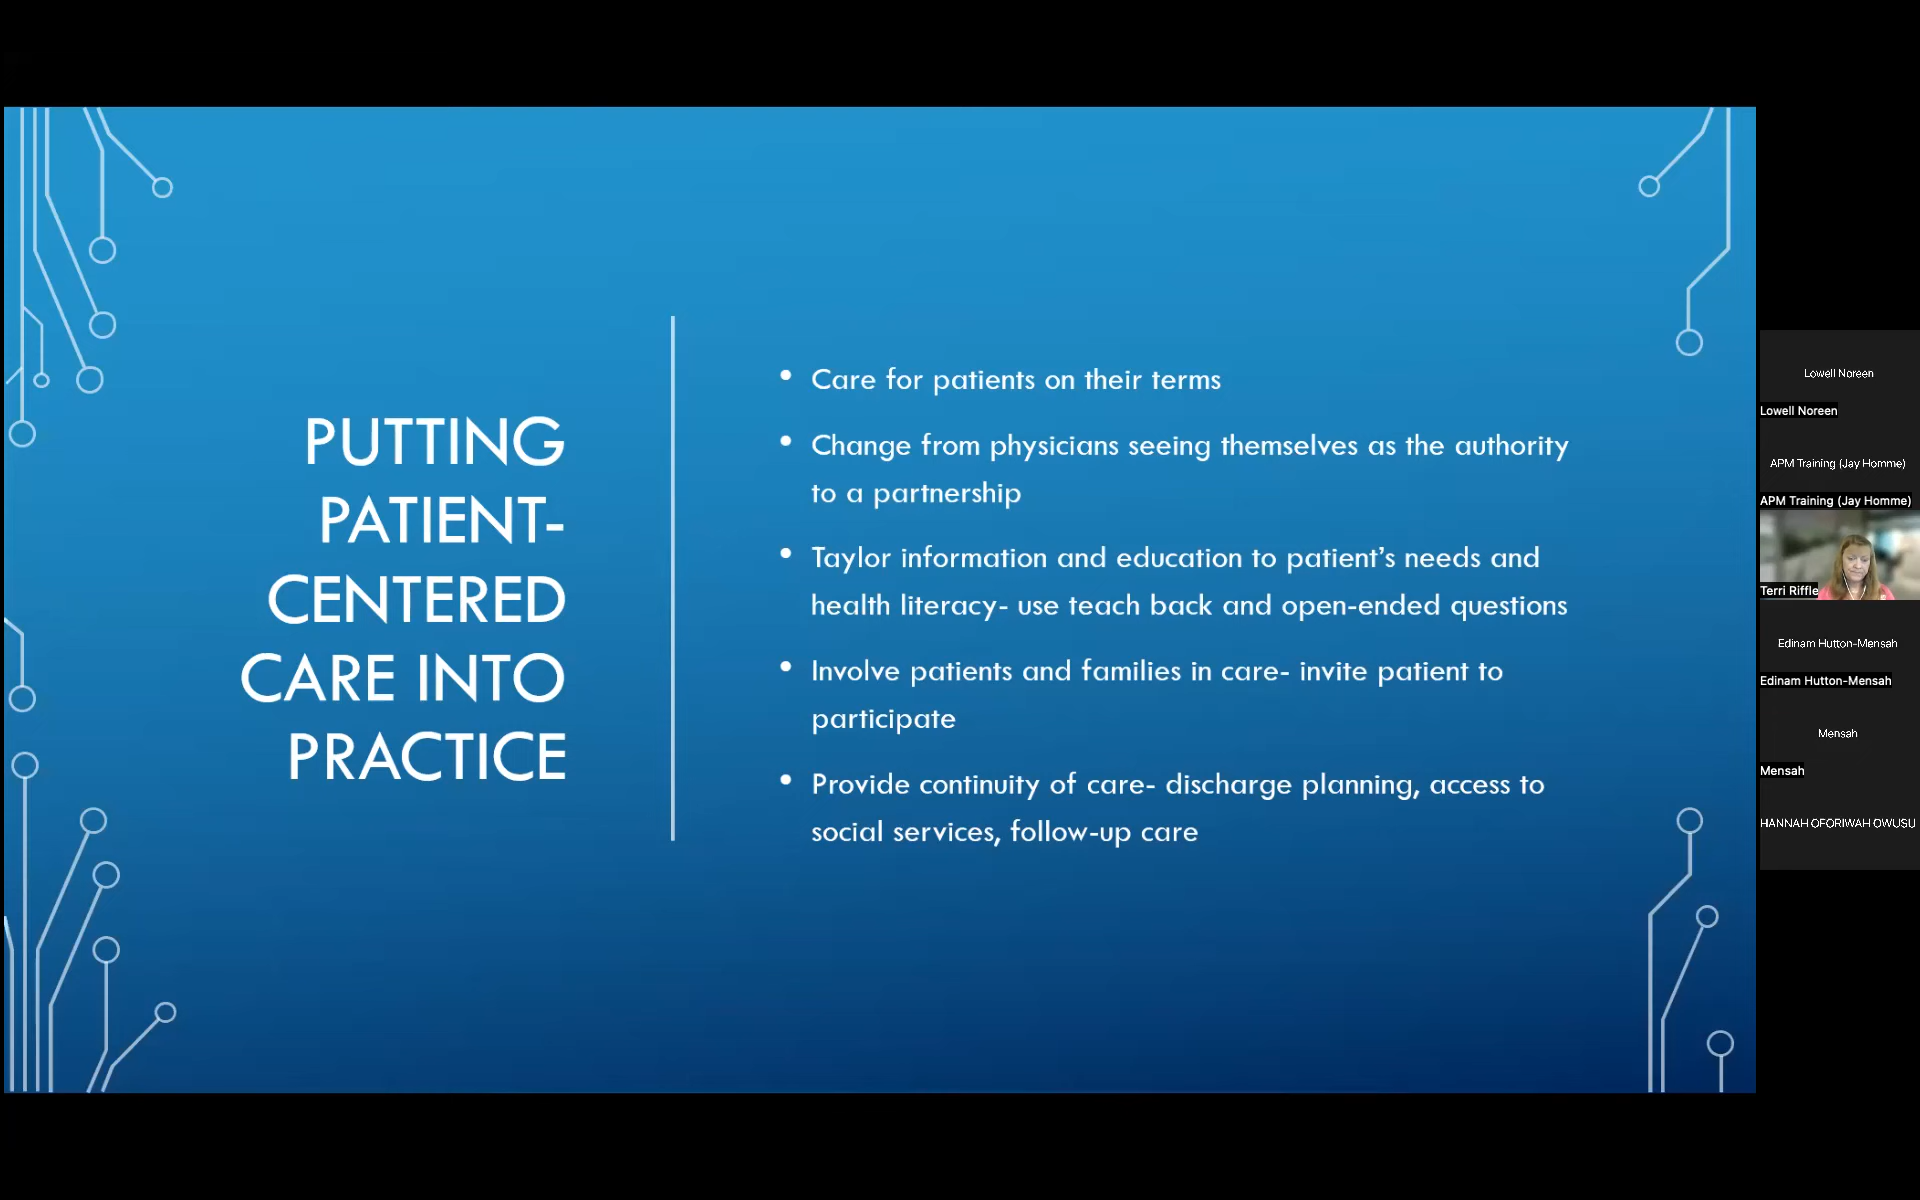 PUTTING
PATIENT-
CENTERED
CARE INTO
PRACTICE
• Care for patients on their terms
• Change from physicians seeing themselves as the authority
to a partnership
• Taylor information and education to patient’s needs and
health literacy- use teach back and open-ended questions
• Involve patients and families in care- invite patient to
participate
• Provide continuity of care- discharge planning, access to
social services, follow-up care
Lowell Noreen
Lowell Noreen
APM Training (Jay Homme)
APM Training (Jay Homme)
Terri Riffle
Edinam Hutton-Mensah
Edinam Hutton-Mensah
Mensah
Mensah
HANNAH OFORIWAH OWUSU